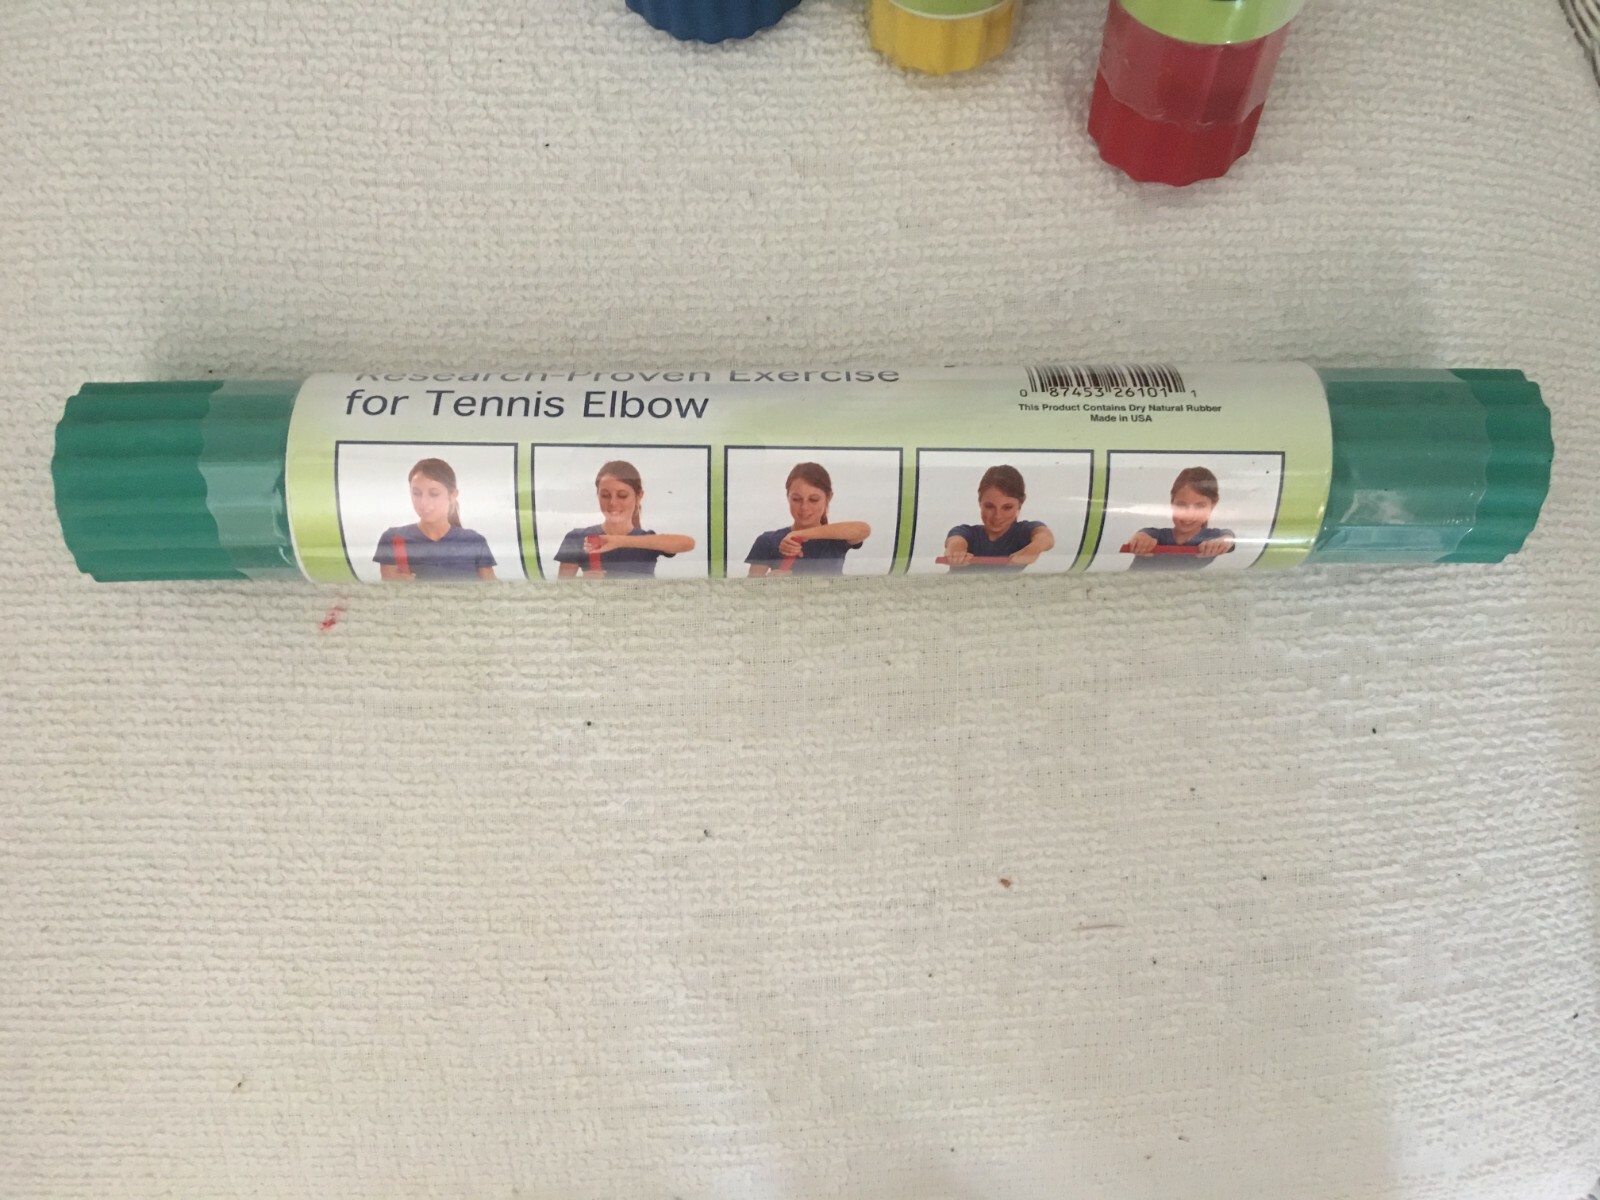 Research-Proven Exercise
for Tennis Elbow
0 87453 26101 1
This Product Contains Dry Natural Rubber
Made in USA